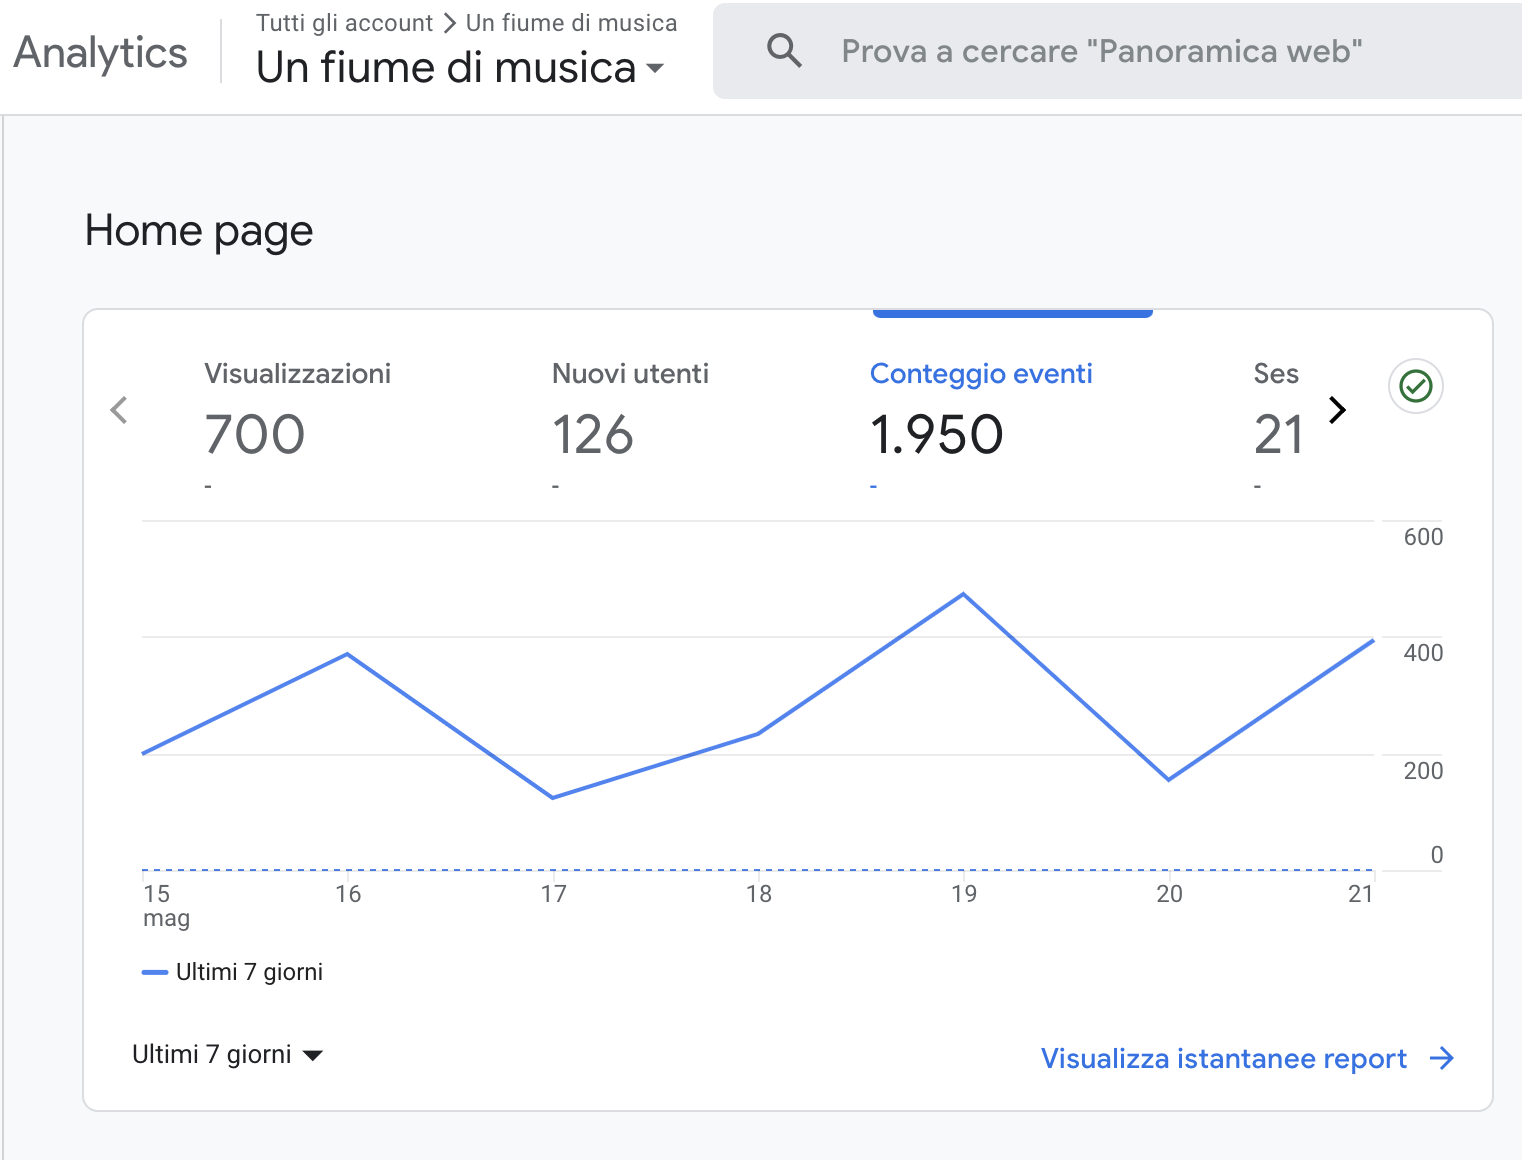 Analytics
Tutti gli account > Un fiume di musica
Un fiume di musica
Prova a cercare "Panoramica web"
Home page
Visualizzazioni
700
-
Nuovi utenti
126
-
Conteggio eventi
1.950
-
Ses
21
-
600
400
200
0
15 16 17 18 19 20 21
mag
Ultimi 7 giorni
Ultimi 7 giorni
Visualizza istantanee report